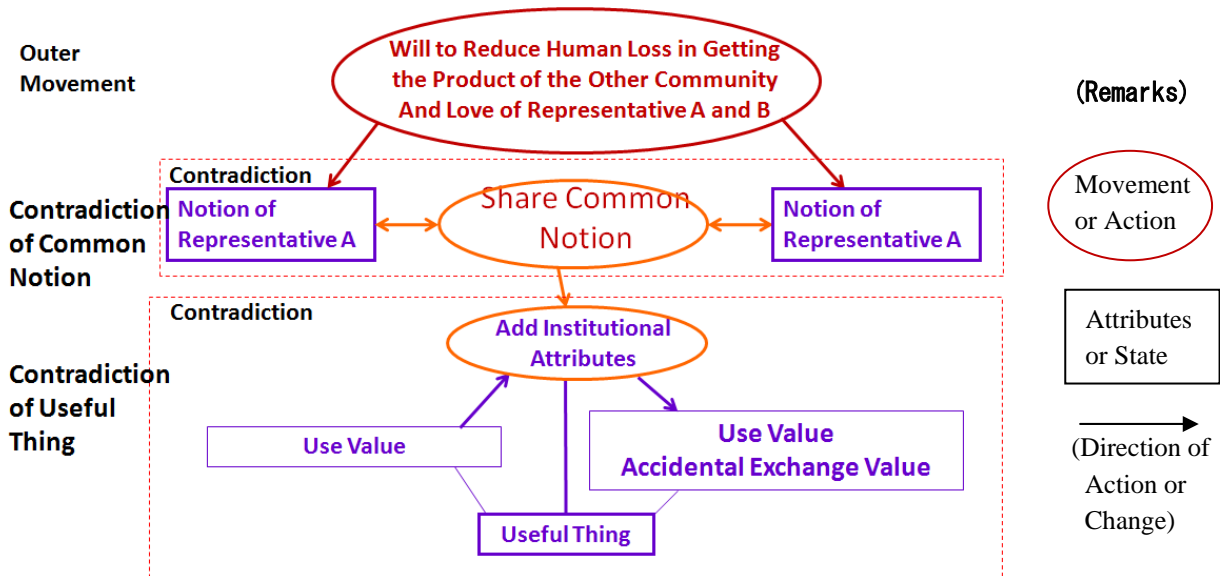 Outer
Movement
Will to Reduce Human Loss in Getting
the Product of the Other Community
And Love of Representative A and B
(Remarks)
Contradiction
of Common
Notion
Contradiction
Notion of
Representative A
Share Common
Notion
Notion of
Representative A
Movement
or Action
Contradiction
of Useful
Thing
Contradiction
Add Institutional
Attributes
Use Value
Use Value
Accidental Exchange Value
Useful Thing
Attributes
or State
(Direction of
Action or
Change)